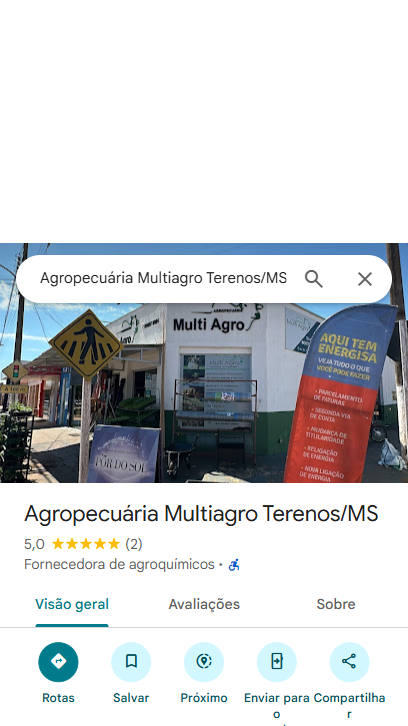 Agropecuária Multiagro Terenos/MS
Multi Agro
AQUI TEM
ENERGISA
VEJA TUDO O QUE
VOCÊ PODE FAZER
• PARCELAMENTO
DE FATURAS
• SEGUNDA VIA
DE CONTA
• MUDANÇA DE
TITULARIDADE
• RELIGAÇÃO
DE ENERGIA
• NOVA LIGAÇÃO
DE ENERGIA
PÔR DO SOL
Agropecuária Multiagro Terenos/MS
5,0 (2)
Fornecedora de agroquímicos ·
Visão geral Avaliações Sobre
Rotas Salvar Próximo Enviar para o Compartilhar